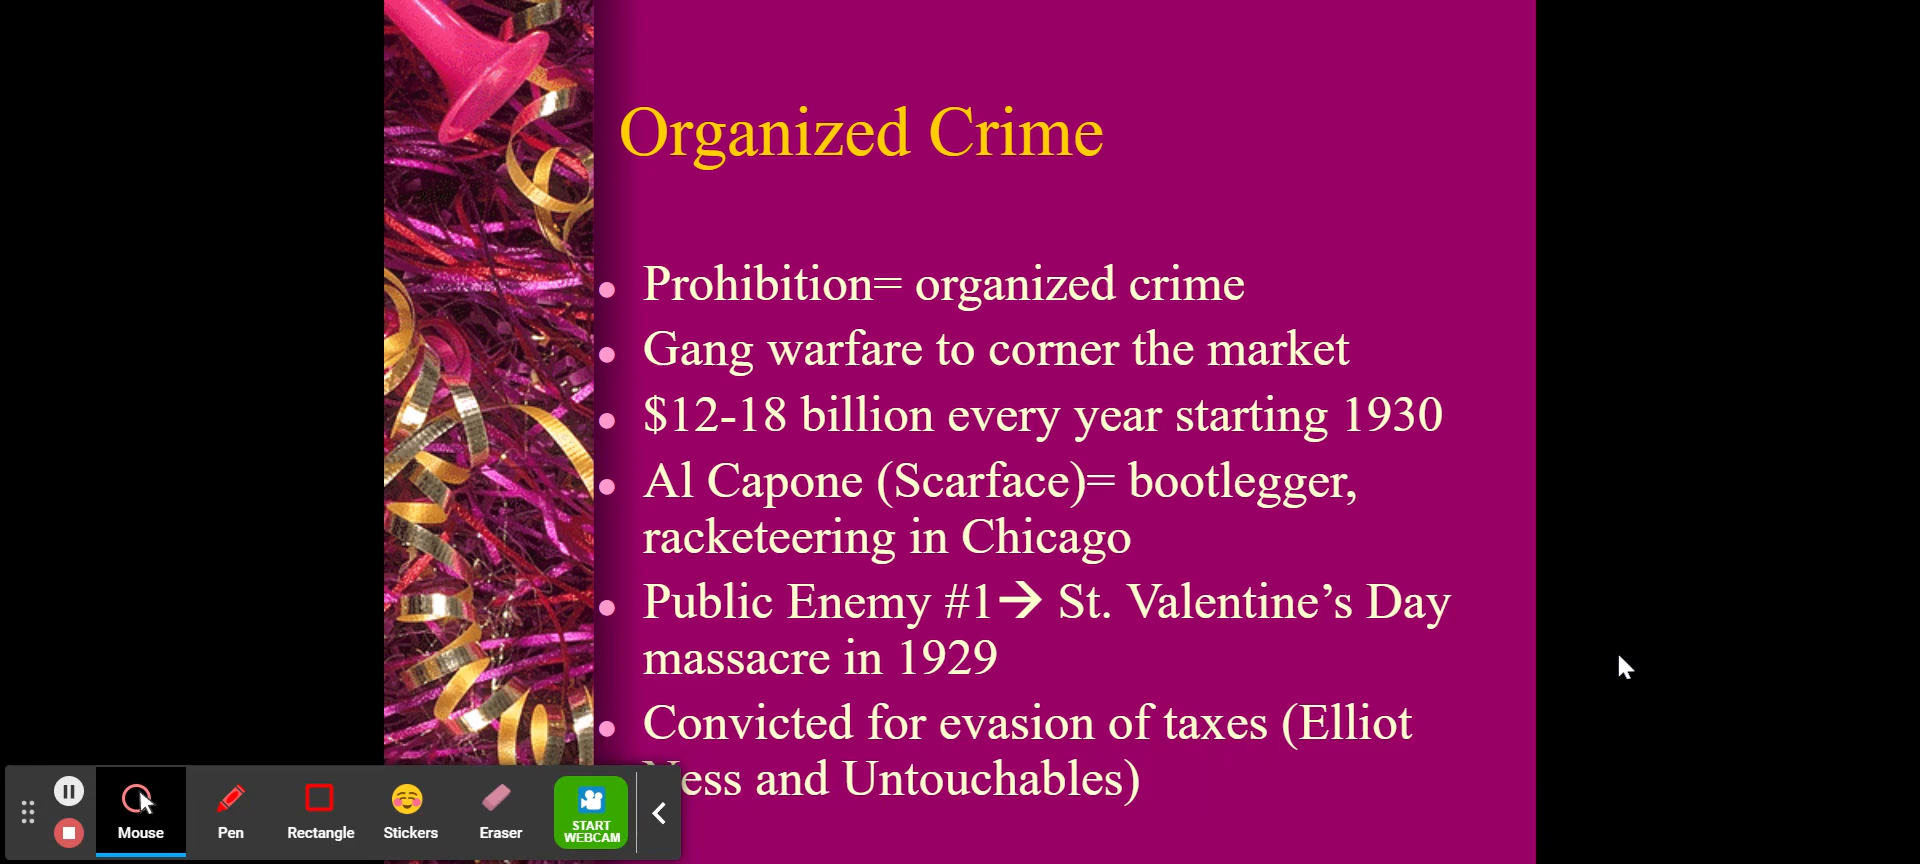 Organized Crime
• Prohibition= organized crime
• Gang warfare to corner the market
• $12-18 billion every year starting 1930
• Al Capone (Scarface)= bootlegger,
racketeering in Chicago
• Public Enemy #1→ St. Valentine’s Day
massacre in 1929
• Convicted for evasion of taxes (Elliot
Ness and Untouchables)
Mouse
Pen
Rectangle
Stickers
Eraser
START
WEBCAM